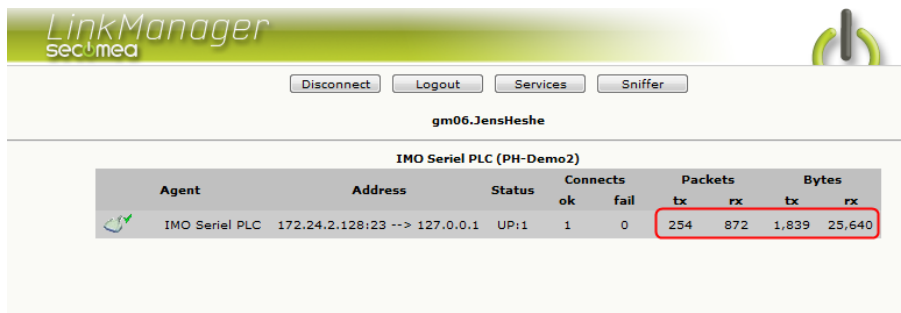 LinkManager
secomea
Disconnect Logout Services Sniffer
gm06.JensHeshe
IMO Seriel PLC (PH-Demo2)
Agent Address Status Connects Packets Bytes
ok fail tx rx tx rx
IMO Seriel PLC 172.24.2.128:23 --> 127.0.0.1 UP:1 1 0 254 872 1,839 25,640